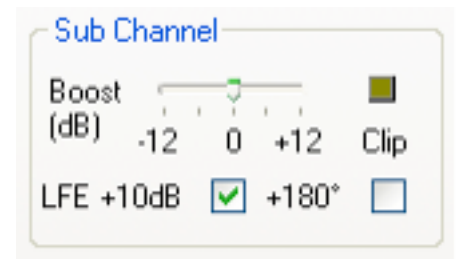 Sub Channel
Boost
(dB) -12 0 +12 Clip
LFE +10dB +180°